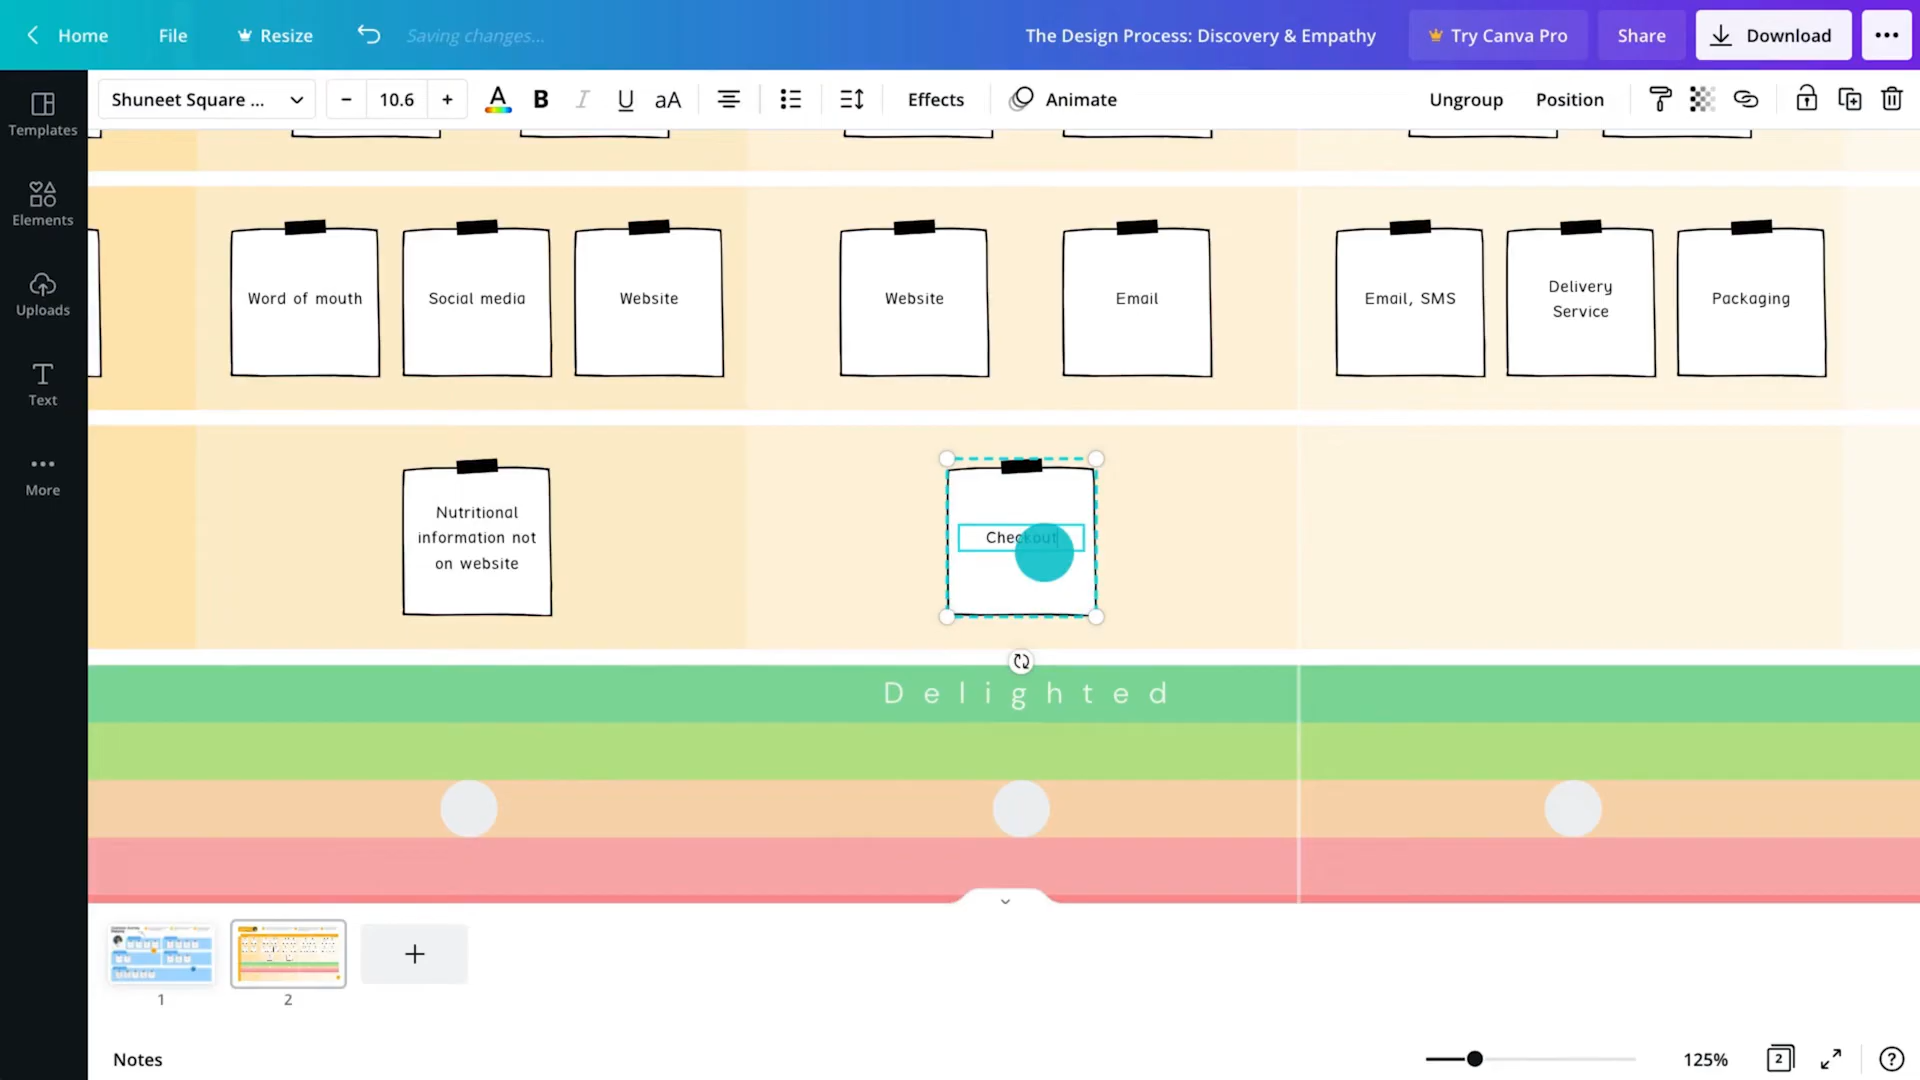 Home File Resize Saving changes... The Design Process: Discovery & Empathy Try Canva Pro Share Download
Shuneet Square ... 10.6 A B I U aA Effects Animate Ungroup Position
Templates
Elements
Uploads
Text
More
Word of mouth
Social media
Website
Website
Email
Email, SMS
Delivery
Service
Packaging
Nutritional
information not
on website
Checkout
Delighted
1
2
Notes
125%
2
?